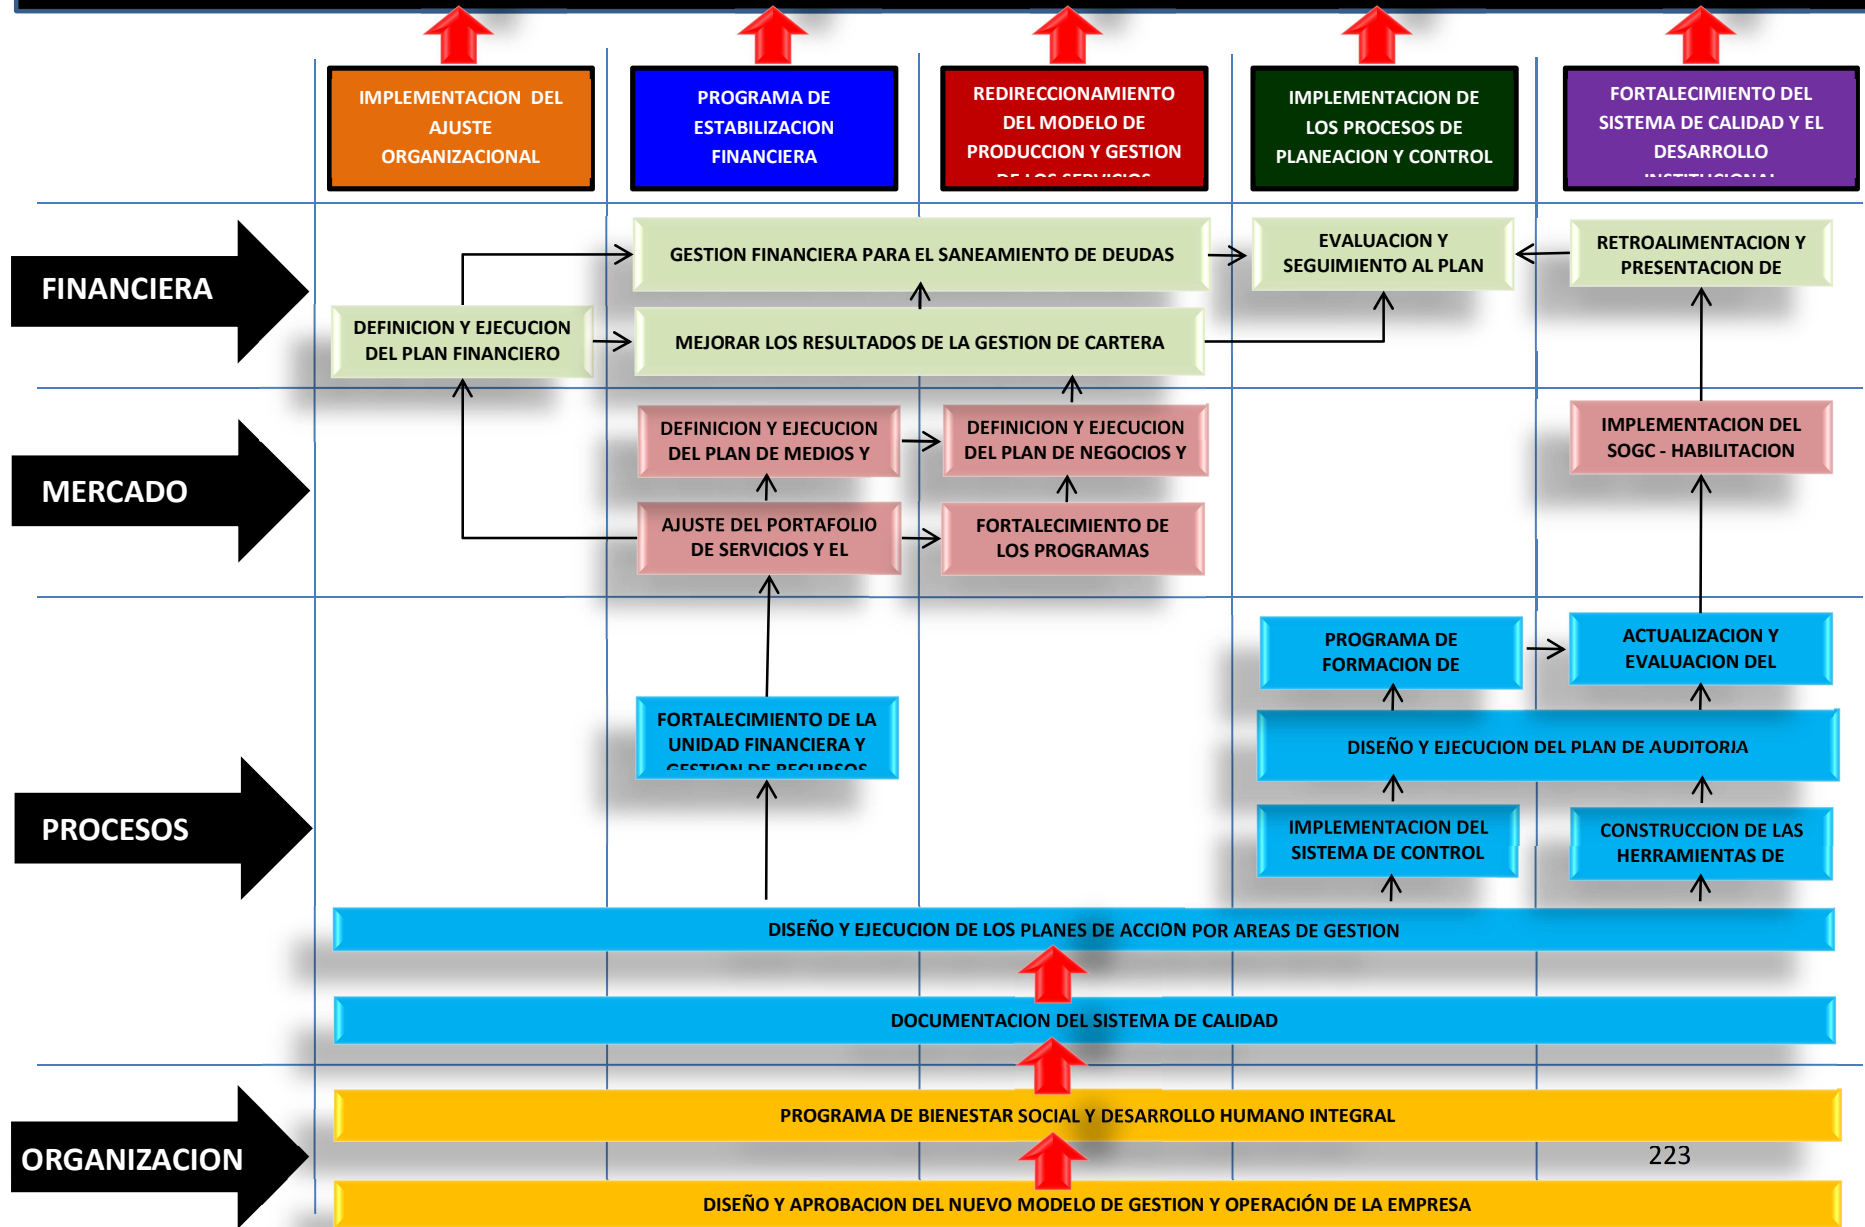 IMPLEMENTACION DEL
AJUSTE
ORGANIZACIONAL
PROGRAMA DE
ESTABILIZACION
FINANCIERA
REDIRECCIONAMIENTO
DEL MODELO DE
PRODUCCION Y GESTION
DE LOS SERVICIOS
IMPLEMENTACION DE
LOS PROCESOS DE
PLANEACION Y CONTROL
FORTALECIMIENTO DEL
SISTEMA DE CALIDAD Y EL
DESARROLLO
INSTITUCIONAL
FINANCIERA
GESTION FINANCIERA PARA EL SANEAMIENTO DE DEUDAS
EVALUACION Y
SEGUIMIENTO AL PLAN
RETROALIMENTACION Y
PRESENTACION DE
DEFINICION Y EJECUCION
DEL PLAN FINANCIERO
MEJORAR LOS RESULTADOS DE LA GESTION DE CARTERA
MERCADO
DEFINICION Y EJECUCION
DEL PLAN DE MEDIOS Y
DEFINICION Y EJECUCION
DEL PLAN DE NEGOCIOS Y
IMPLEMENTACION DEL
SOGC - HABILITACION
AJUSTE DEL PORTAFOLIO
DE SERVICIOS Y EL
FORTALECIMIENTO DE
LOS PROGRAMAS
PROCESOS
PROGRAMA DE
FORMACION DE
ACTUALIZACION Y
EVALUACION DEL
FORTALECIMIENTO DE LA
UNIDAD FINANCIERA Y
GESTION DE RECURSOS
DISEÑO Y EJECUCION DEL PLAN DE AUDITORIA
IMPLEMENTACION DEL
SISTEMA DE CONTROL
CONSTRUCCION DE LAS
HERRAMIENTAS DE
DISEÑO Y EJECUCION DE LOS PLANES DE ACCION POR AREAS DE GESTION
DOCUMENTACION DEL SISTEMA DE CALIDAD
ORGANIZACION
PROGRAMA DE BIENESTAR SOCIAL Y DESARROLLO HUMANO INTEGRAL
223
DISEÑO Y APROBACION DEL NUEVO MODELO DE GESTION Y OPERACIÓN DE LA EMPRESA